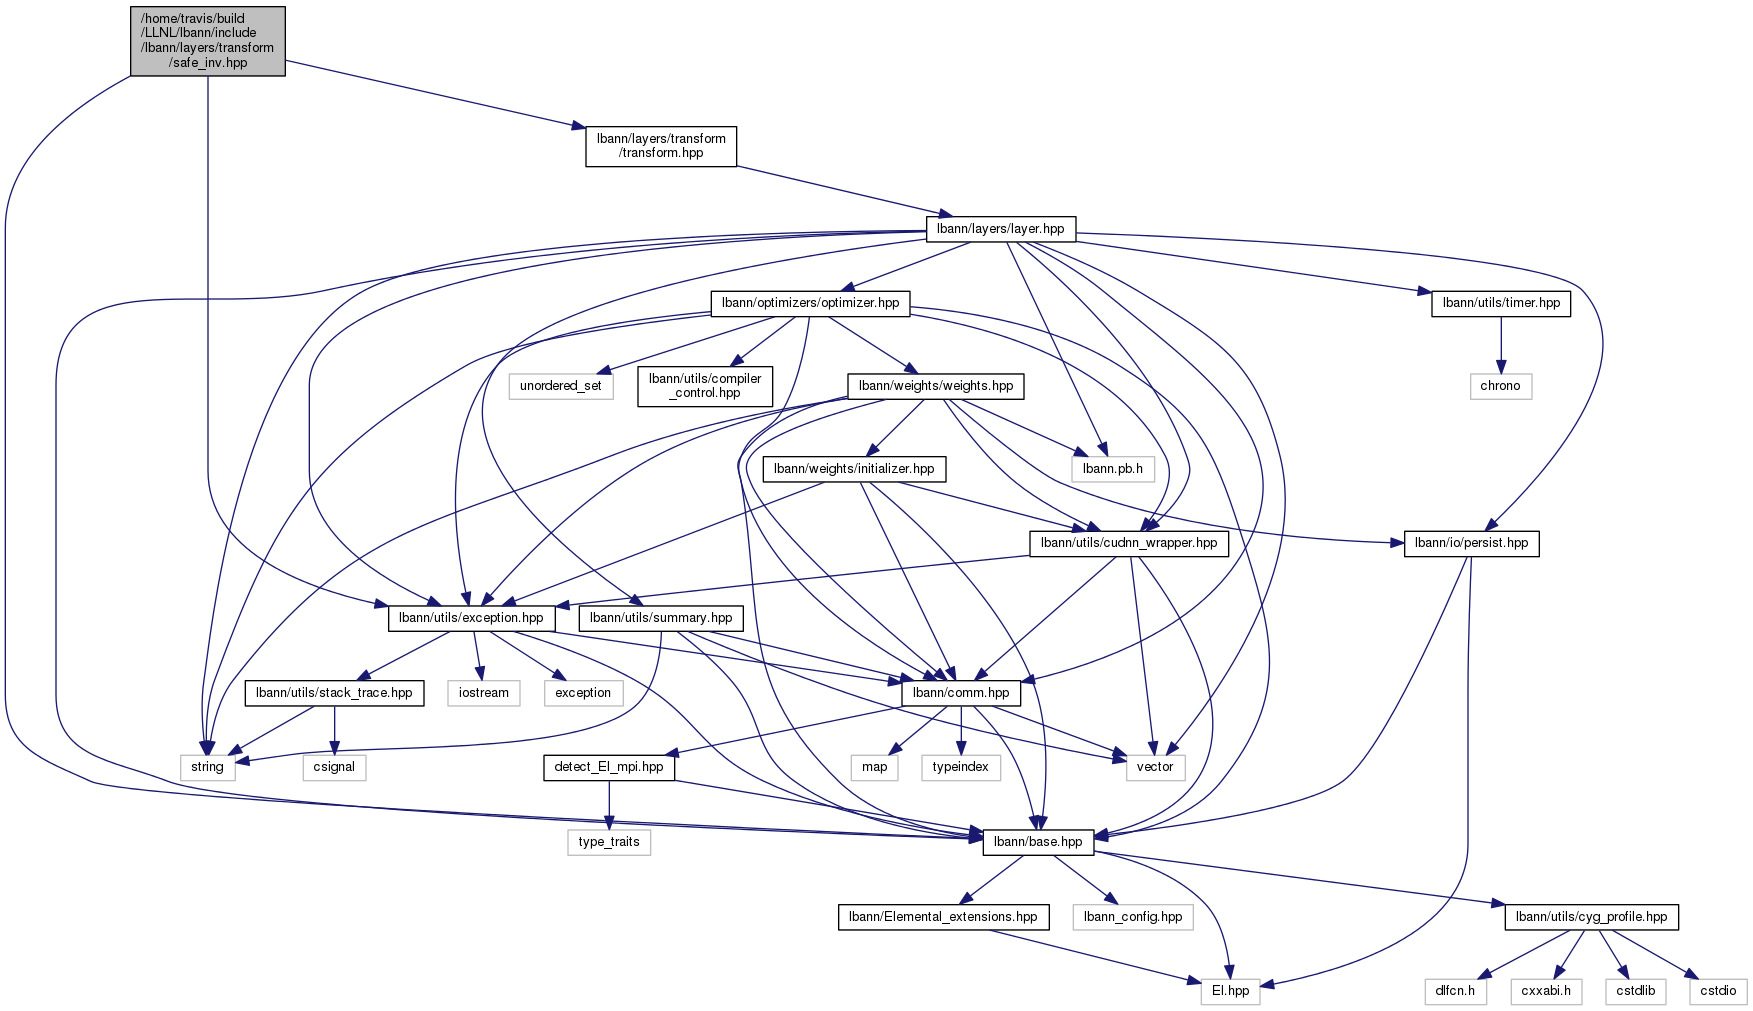 /home/travis/build
/LLNL/lbann/include
/lbann/layers/transform
/safe_inv.hpp
lbann/layers/transform
/transform.hpp
lbann/layers/layer.hpp
lbann/optimizers/optimizer.hpp
lbann/utils/timer.hpp
unordered_set
lbann/utils/compiler
_control.hpp
lbann/weights/weights.hpp
chrono
lbann/weights/initializer.hpp
lbann.pb.h
lbann/utils/cudnn_wrapper.hpp
lbann/io/persist.hpp
lbann/utils/exception.hpp
lbann/utils/summary.hpp
lbann/utils/stack_trace.hpp
iostream
exception
lbann/comm.hpp
string
csignal
detect_El_mpi.hpp
map
typeindex
vector
type_traits
lbann/base.hpp
lbann/Elemental_extensions.hpp
lbann_config.hpp
lbann/utils/cyg_profile.hpp
El.hpp
dlfcn.h
cxxabi.h
cstdlib
cstdio